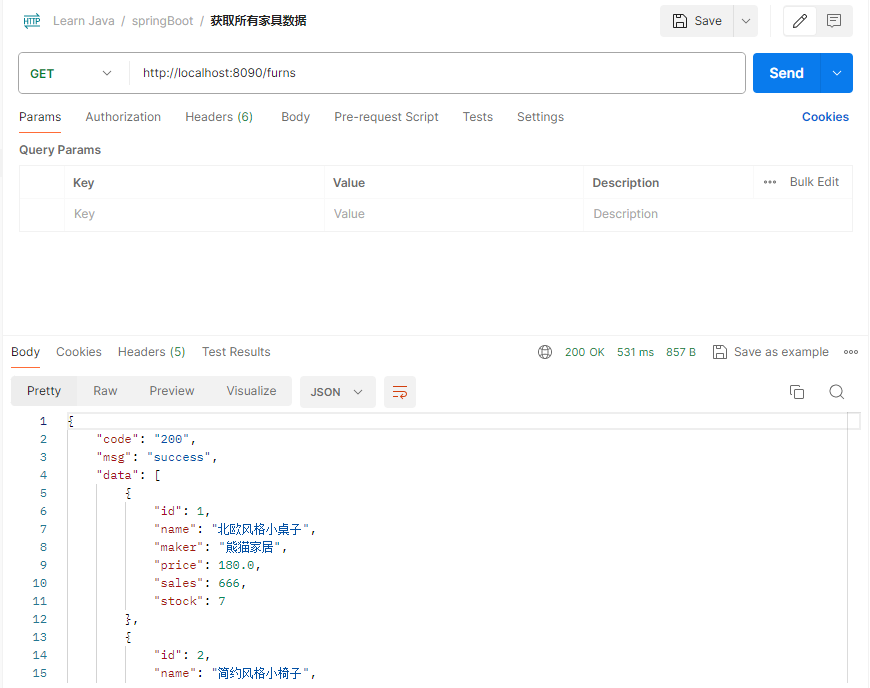 HTTP Learn Java / springBoot / 获取所有家具数据 Save
GET http://localhost:8090/furns Send
Params Authorization Headers (6) Body Pre-request Script Tests Settings Cookies
Query Params
Key Value Description ••• Bulk Edit
Key Value Description
Body Cookies Headers (5) Test Results 200 OK 531 ms 857 B Save as example •••
Pretty Raw Preview Visualize JSON
1 {
2 "code": "200",
3 "msg": "success",
4 "data": [
5 {
6 "id": 1,
7 "name": "北欧风格小桌子",
8 "maker": "熊猫家居",
9 "price": 180.0,
10 "sales": 666,
11 "stock": 7
12 },
13 {
14 "id": 2,
15 "name": "简约风格小椅子",